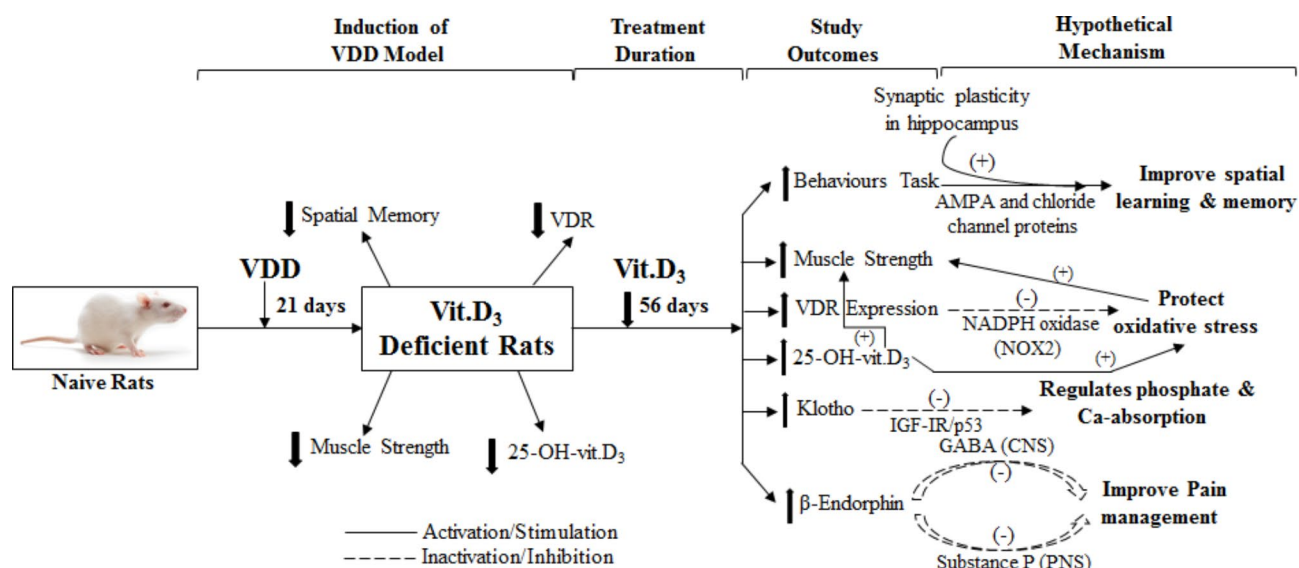 Induction of
VDD Model
Treatment
Duration
Study
Outcomes
Hypothetical
Mechanism
Synaptic plasticity
in hippocampus
(+)
Behaviours Task
AMPA and chloride
channel proteins
Improve spatial
learning & memory
Spatial Memory
VDR
VDD
21 days
Naive Rats
Vit.D₃
Deficient Rats
Vit.D₃
56 days
Muscle Strength
25-OH-vit.D₃
Muscle Strength
(+)
VDR Expression
(-)
NADPH oxidase
(NOX2)
Protect
oxidative stress
(+)
25-OH-vit.D₃
(+)
Klotho
(-)
IGF-IR/p53
Regulates phosphate &
Ca-absorption
GABA (CNS)
(-)
β-Endorphin
Improve Pain
management
(-)
Substance P (PNS)
Activation/Stimulation
Inactivation/Inhibition